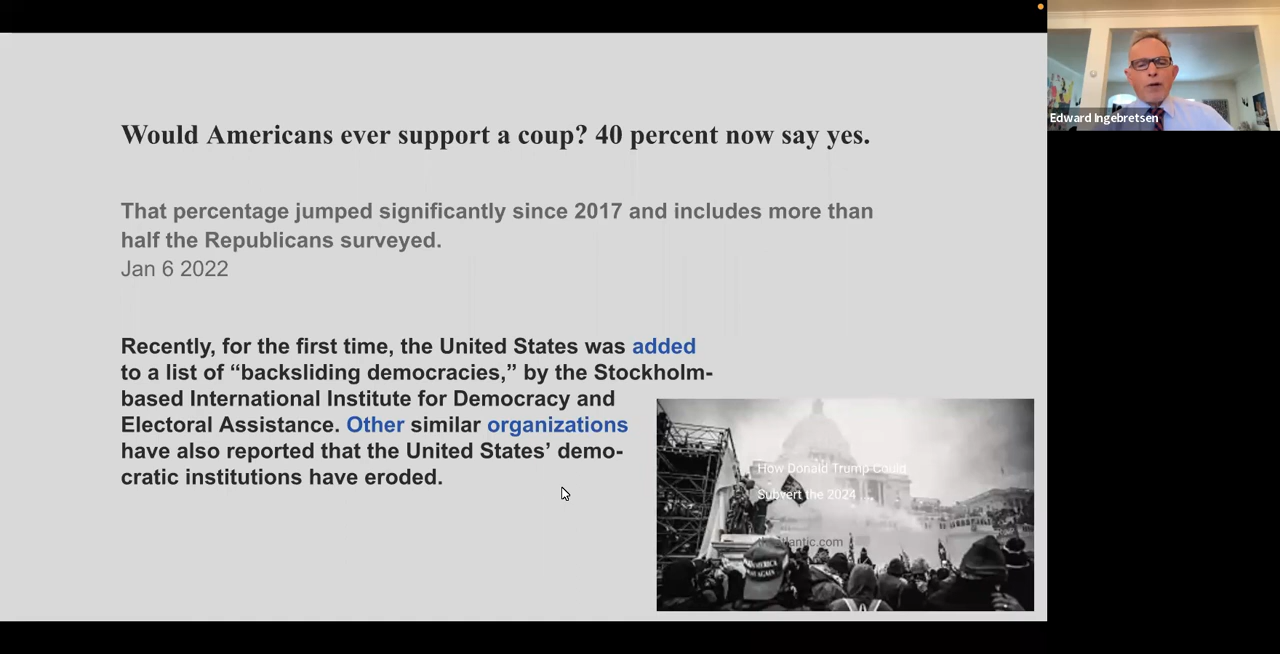 Would Americans ever support a coup? 40 percent now say yes.
That percentage jumped significantly since 2017 and includes more than
half the Republicans surveyed.
Jan 6 2022
Recently, for the first time, the United States was added
to a list of “backsliding democracies,” by the Stockholm-
based International Institute for Democracy and
Electoral Assistance. Other similar organizations
have also reported that the United States’ demo-
cratic institutions have eroded.
How Donald Trump Could
Subvert the 2024 ...
Edward Ingebretsen